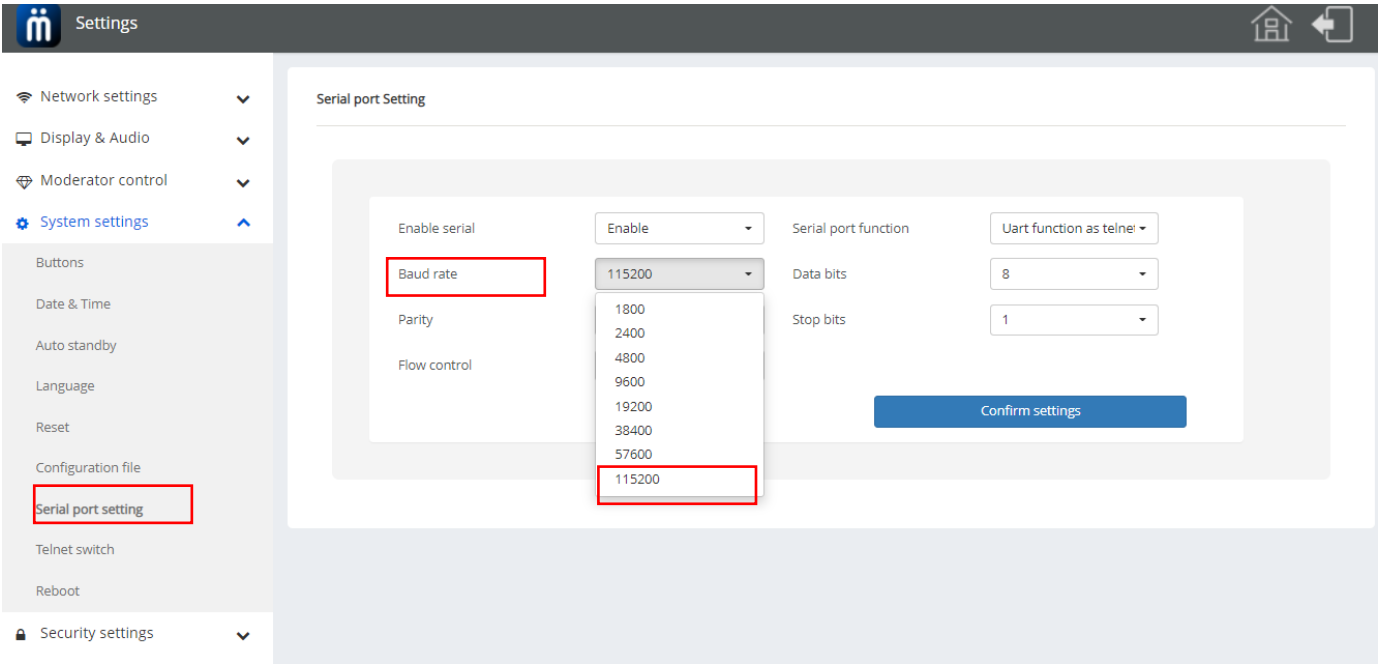 Settings
Network settings
Display & Audio
Moderator control
System settings
Buttons
Date & Time
Auto standby
Language
Reset
Configuration file
Serial port setting
Telnet switch
Reboot
Security settings
Serial port Setting
Enable serial Enable Serial port function Uart function as telnet
Baud rate 115200 Data bits 8
Parity Stop bits 1
Flow control
1800
2400
4800
9600
19200
38400
57600
115200
Confirm settings